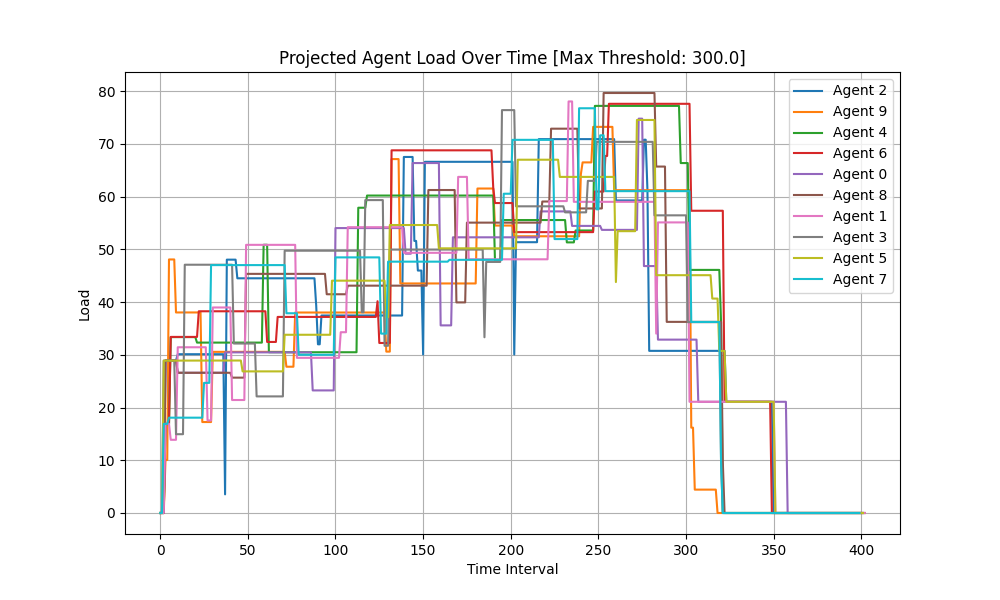 Projected Agent Load Over Time [Max Threshold: 300.0]
Load
80
70
60
50
40
30
20
10
0
0 50 100 150 200 250 300 350 400
Time Interval
Agent 2
Agent 9
Agent 4
Agent 6
Agent 0
Agent 8
Agent 1
Agent 3
Agent 5
Agent 7